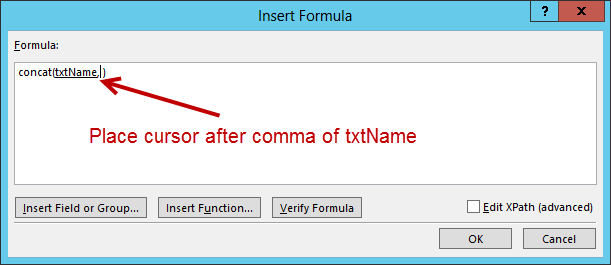 Insert Formula
?
Formula:
concat(txtName, )
Place cursor after comma of txtName
Insert Field or Group... Insert Function... Verify Formula Edit XPath (advanced)
OK Cancel